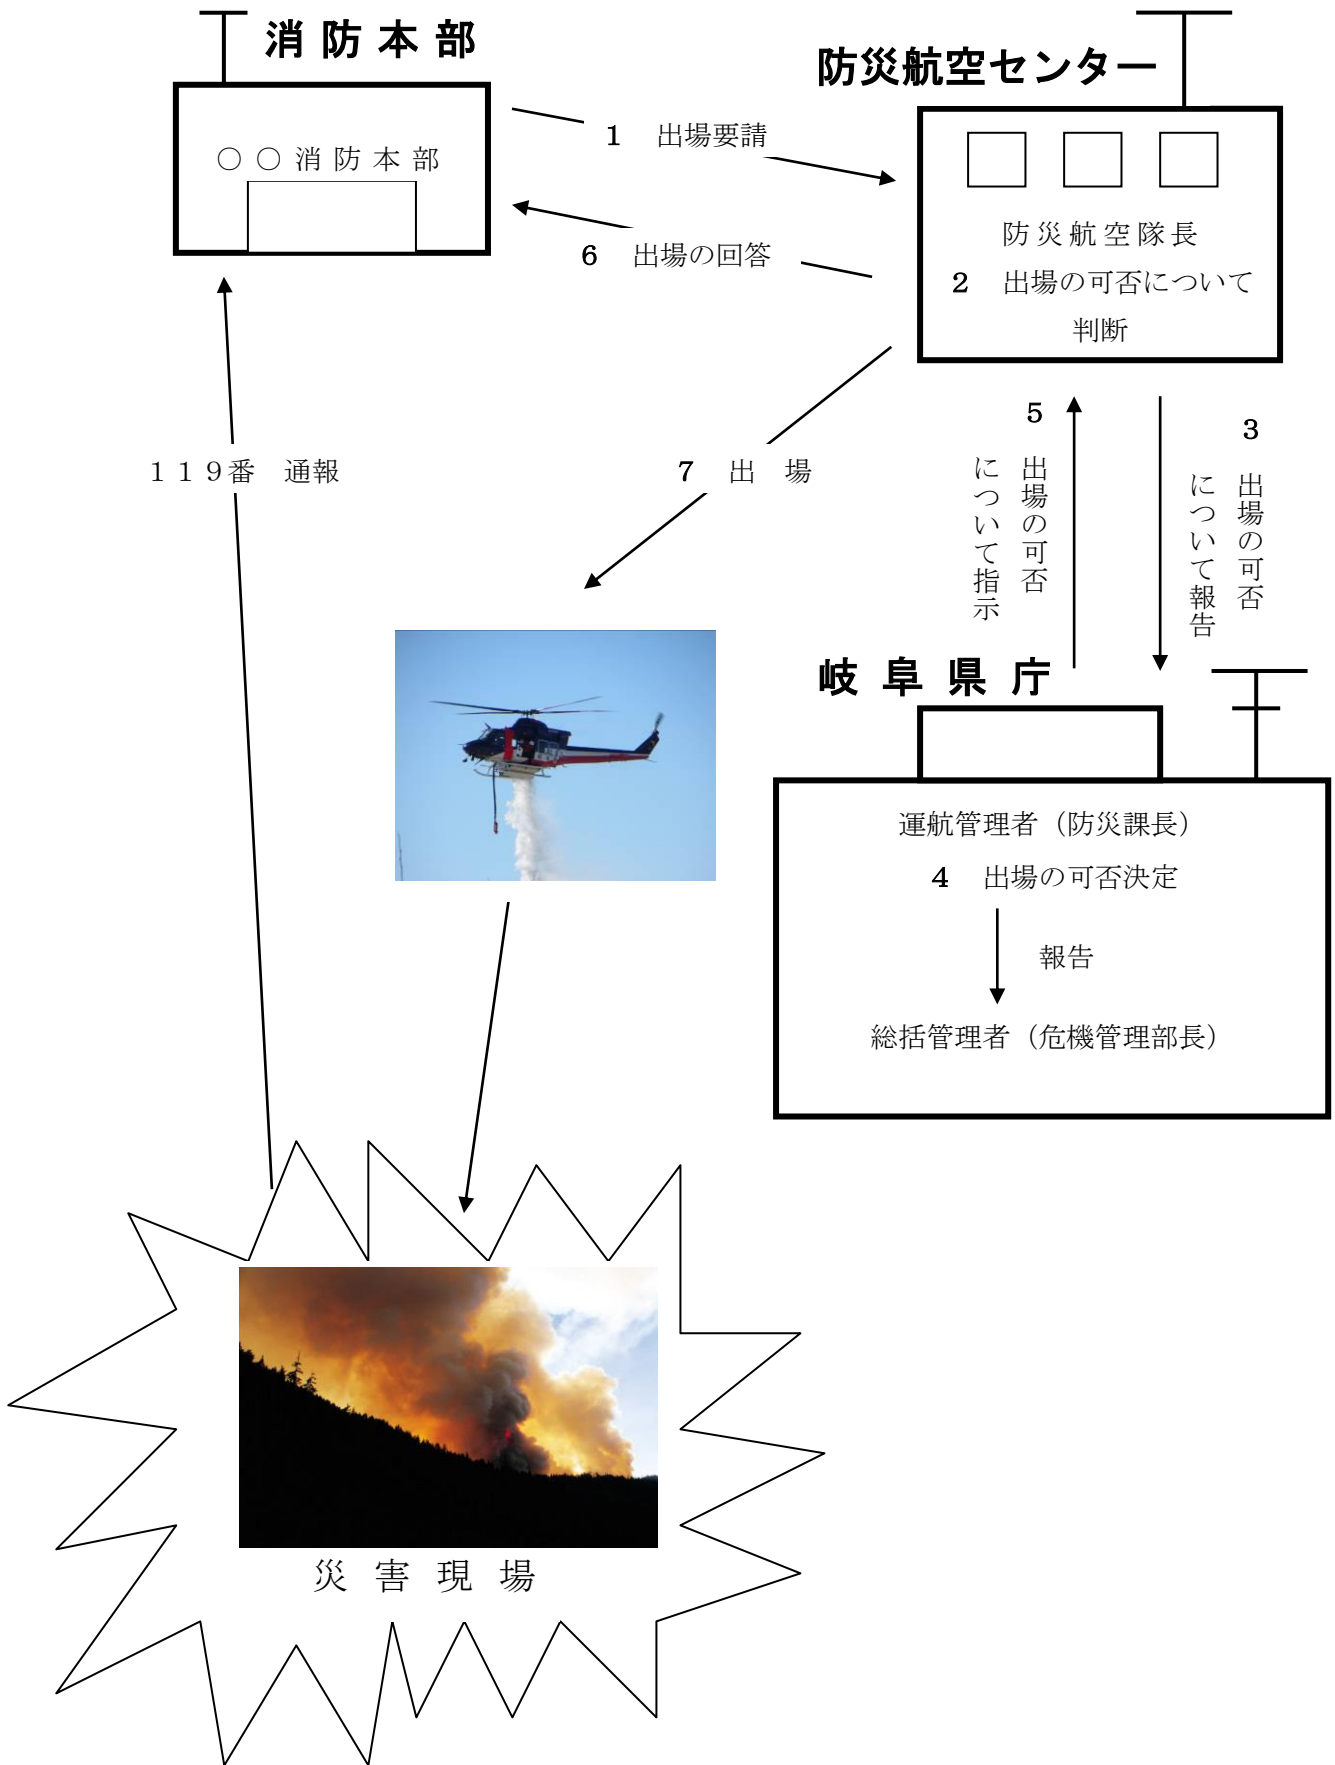 消防本部
防災航空センター
○○消防本部
1　出場要請
6　出場の回答
防災航空隊長
2　出場の可否について
判断
119番　通報
7　出　場
5　出場の可否
について指示
3　出場の可否
について報告
岐阜県庁
運航管理者（防災課長）
4　出場の可否決定
報告
総括管理者（危機管理部長）
災害現場